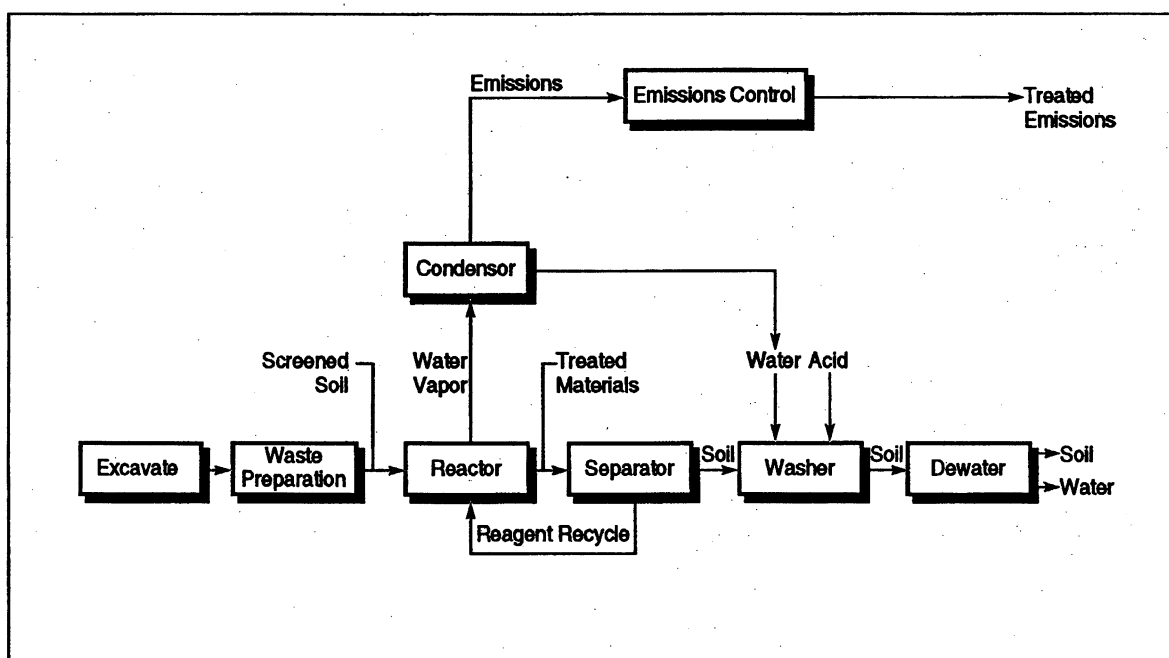 Emissions
Emissions Control
Treated
Emissions
Condensor
Screened
Soil
Water
Vapor
Treated
Materials
Water Acid
Excavate
Waste
Preparation
Reactor
Separator
Soil
Washer
Soil
Dewater
Soil
Water
Reagent Recycle